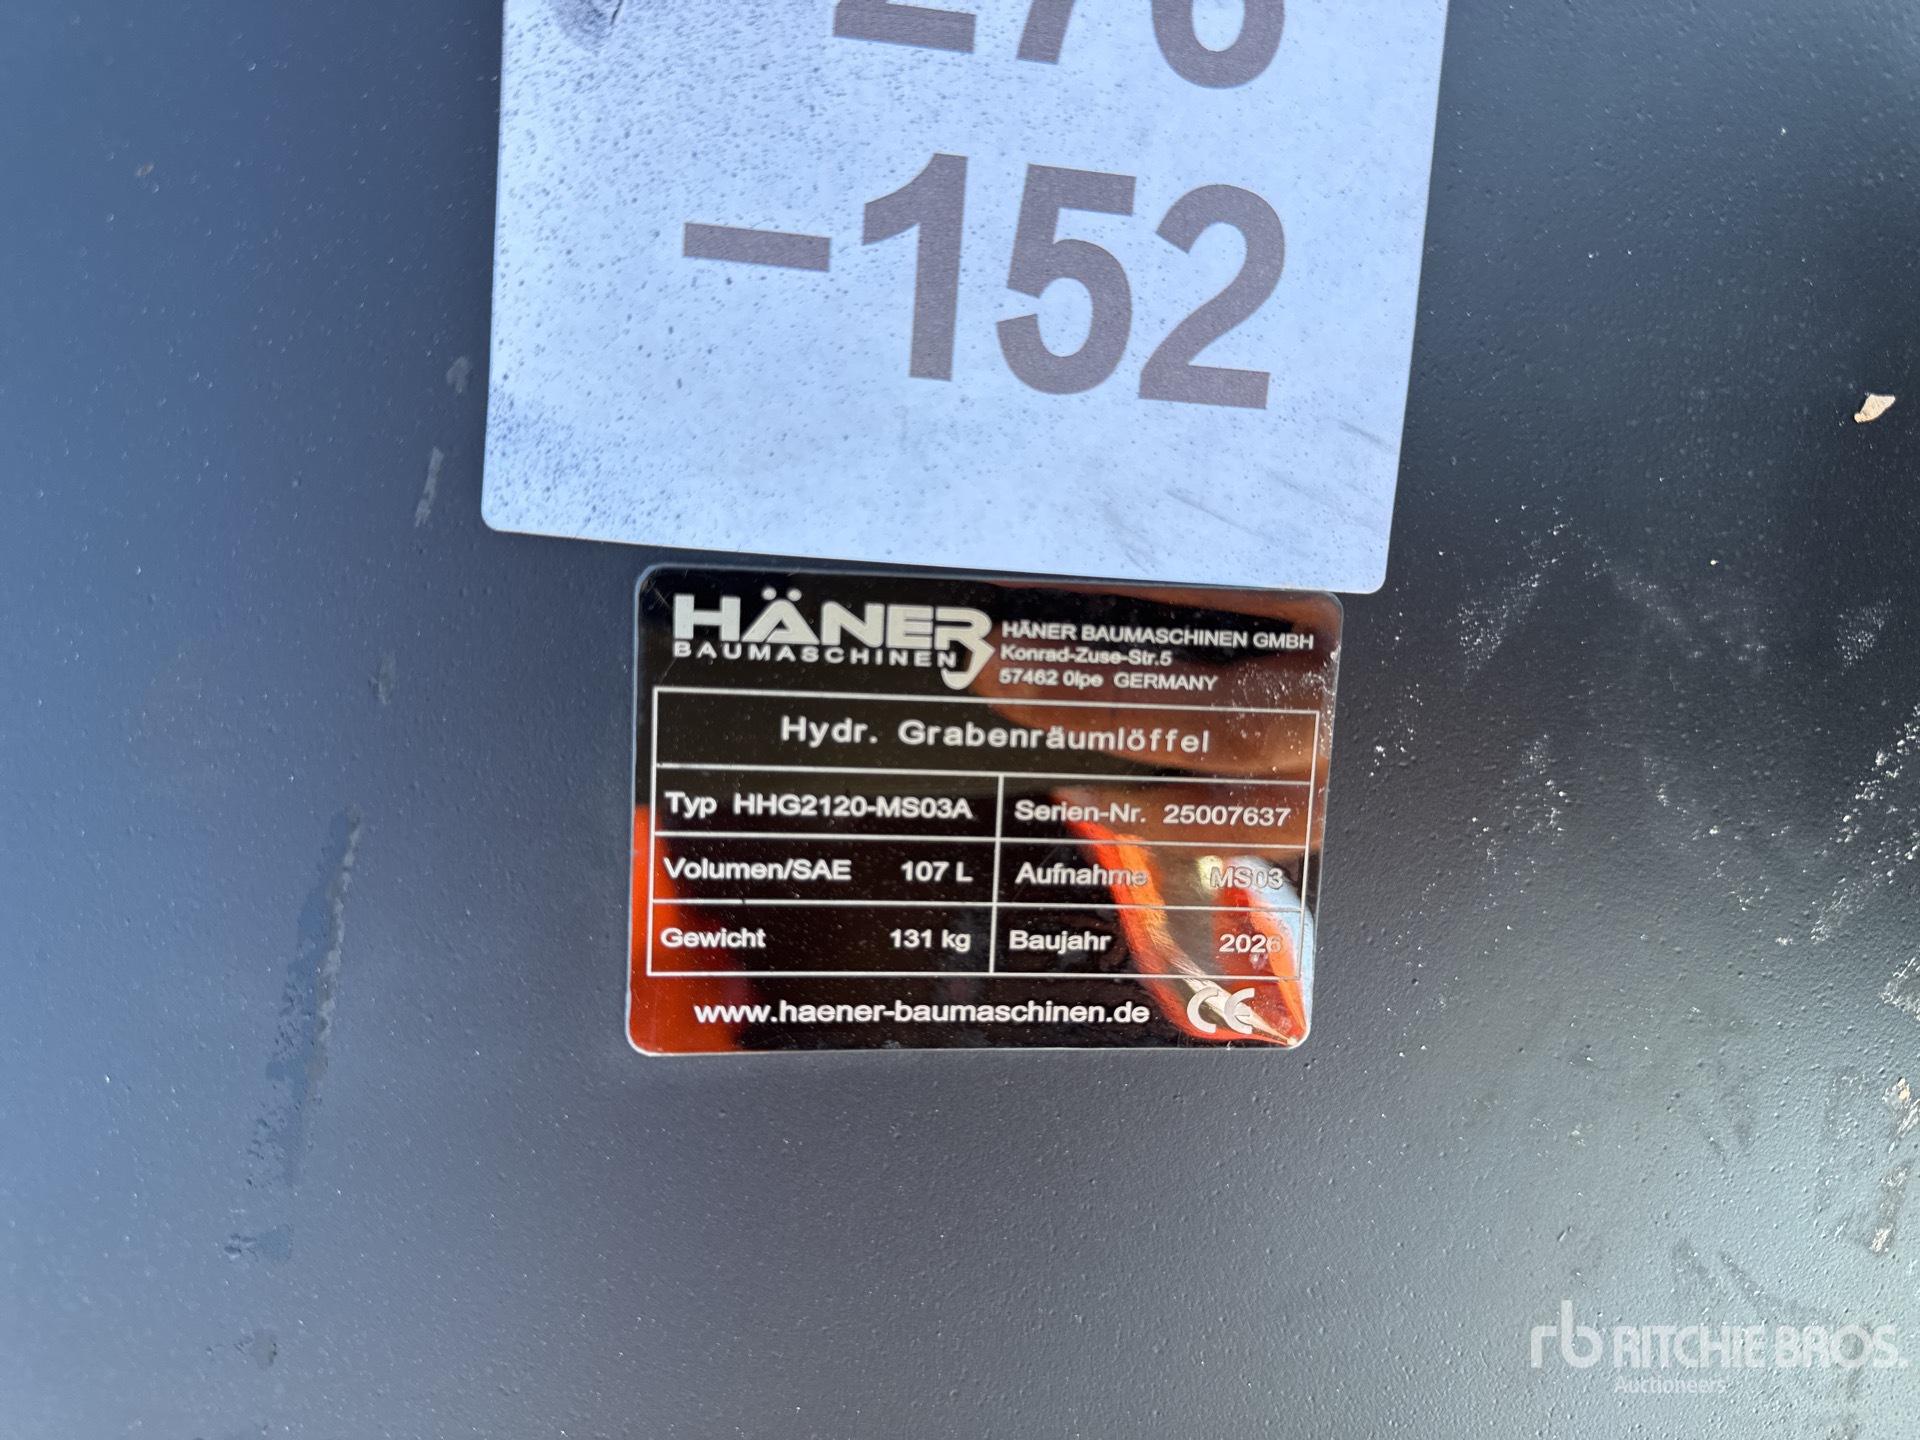 276
-152
HÄNER
BAUMASCHINEN
HÄNER BAUMASCHINEN GMBH
Konrad-Zuse-Str.5
57462 Olpe GERMANY
Hydr. Grabenräumlöffel
Typ HHG2120-MS03A
Serien-Nr. 25007637
Volumen/SAE 107 L
Aufnahme MS03
Gewicht 131 kg
Baujahr 2026
www.haener-baumaschinen.de CE
rb RITCHIE BROS.
Auctioneers